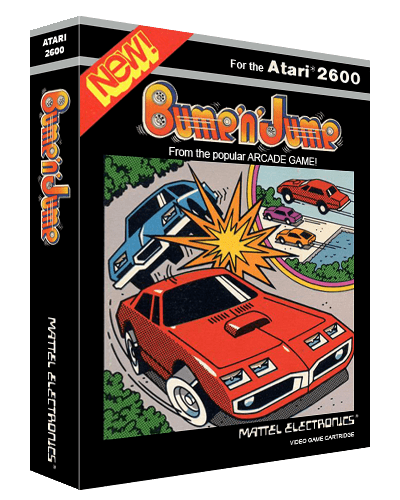 ATARI
2600
Bump 'n' Jump
MATTEL ELECTRONICS®
NEW!
For the Atari® 2600
Bump 'n' Jump
From the popular ARCADE GAME!
MATTEL ELECTRONICS®
VIDEO GAME CARTRIDGE